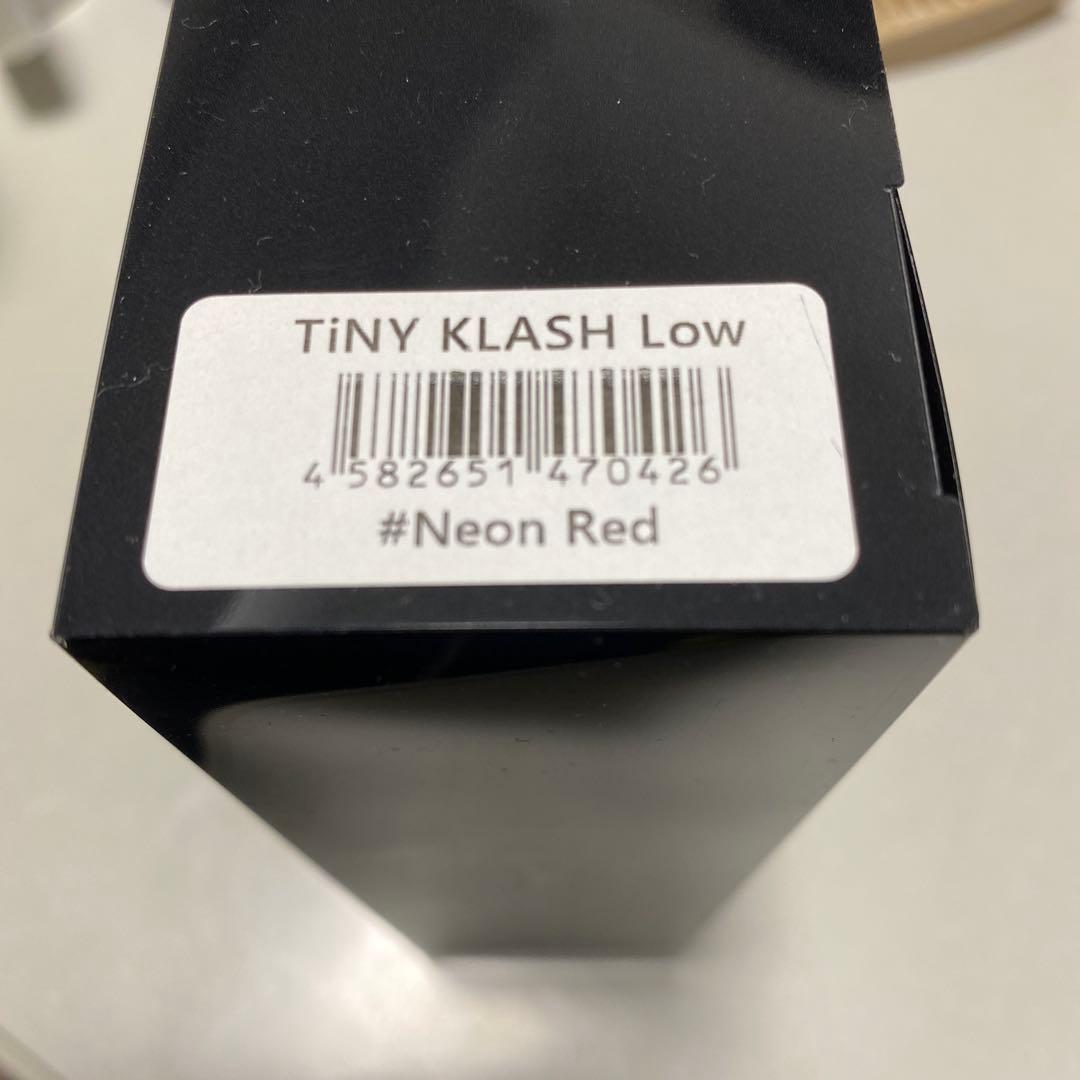 TiNY KLASH Low
4 582651 470426
#Neon Red